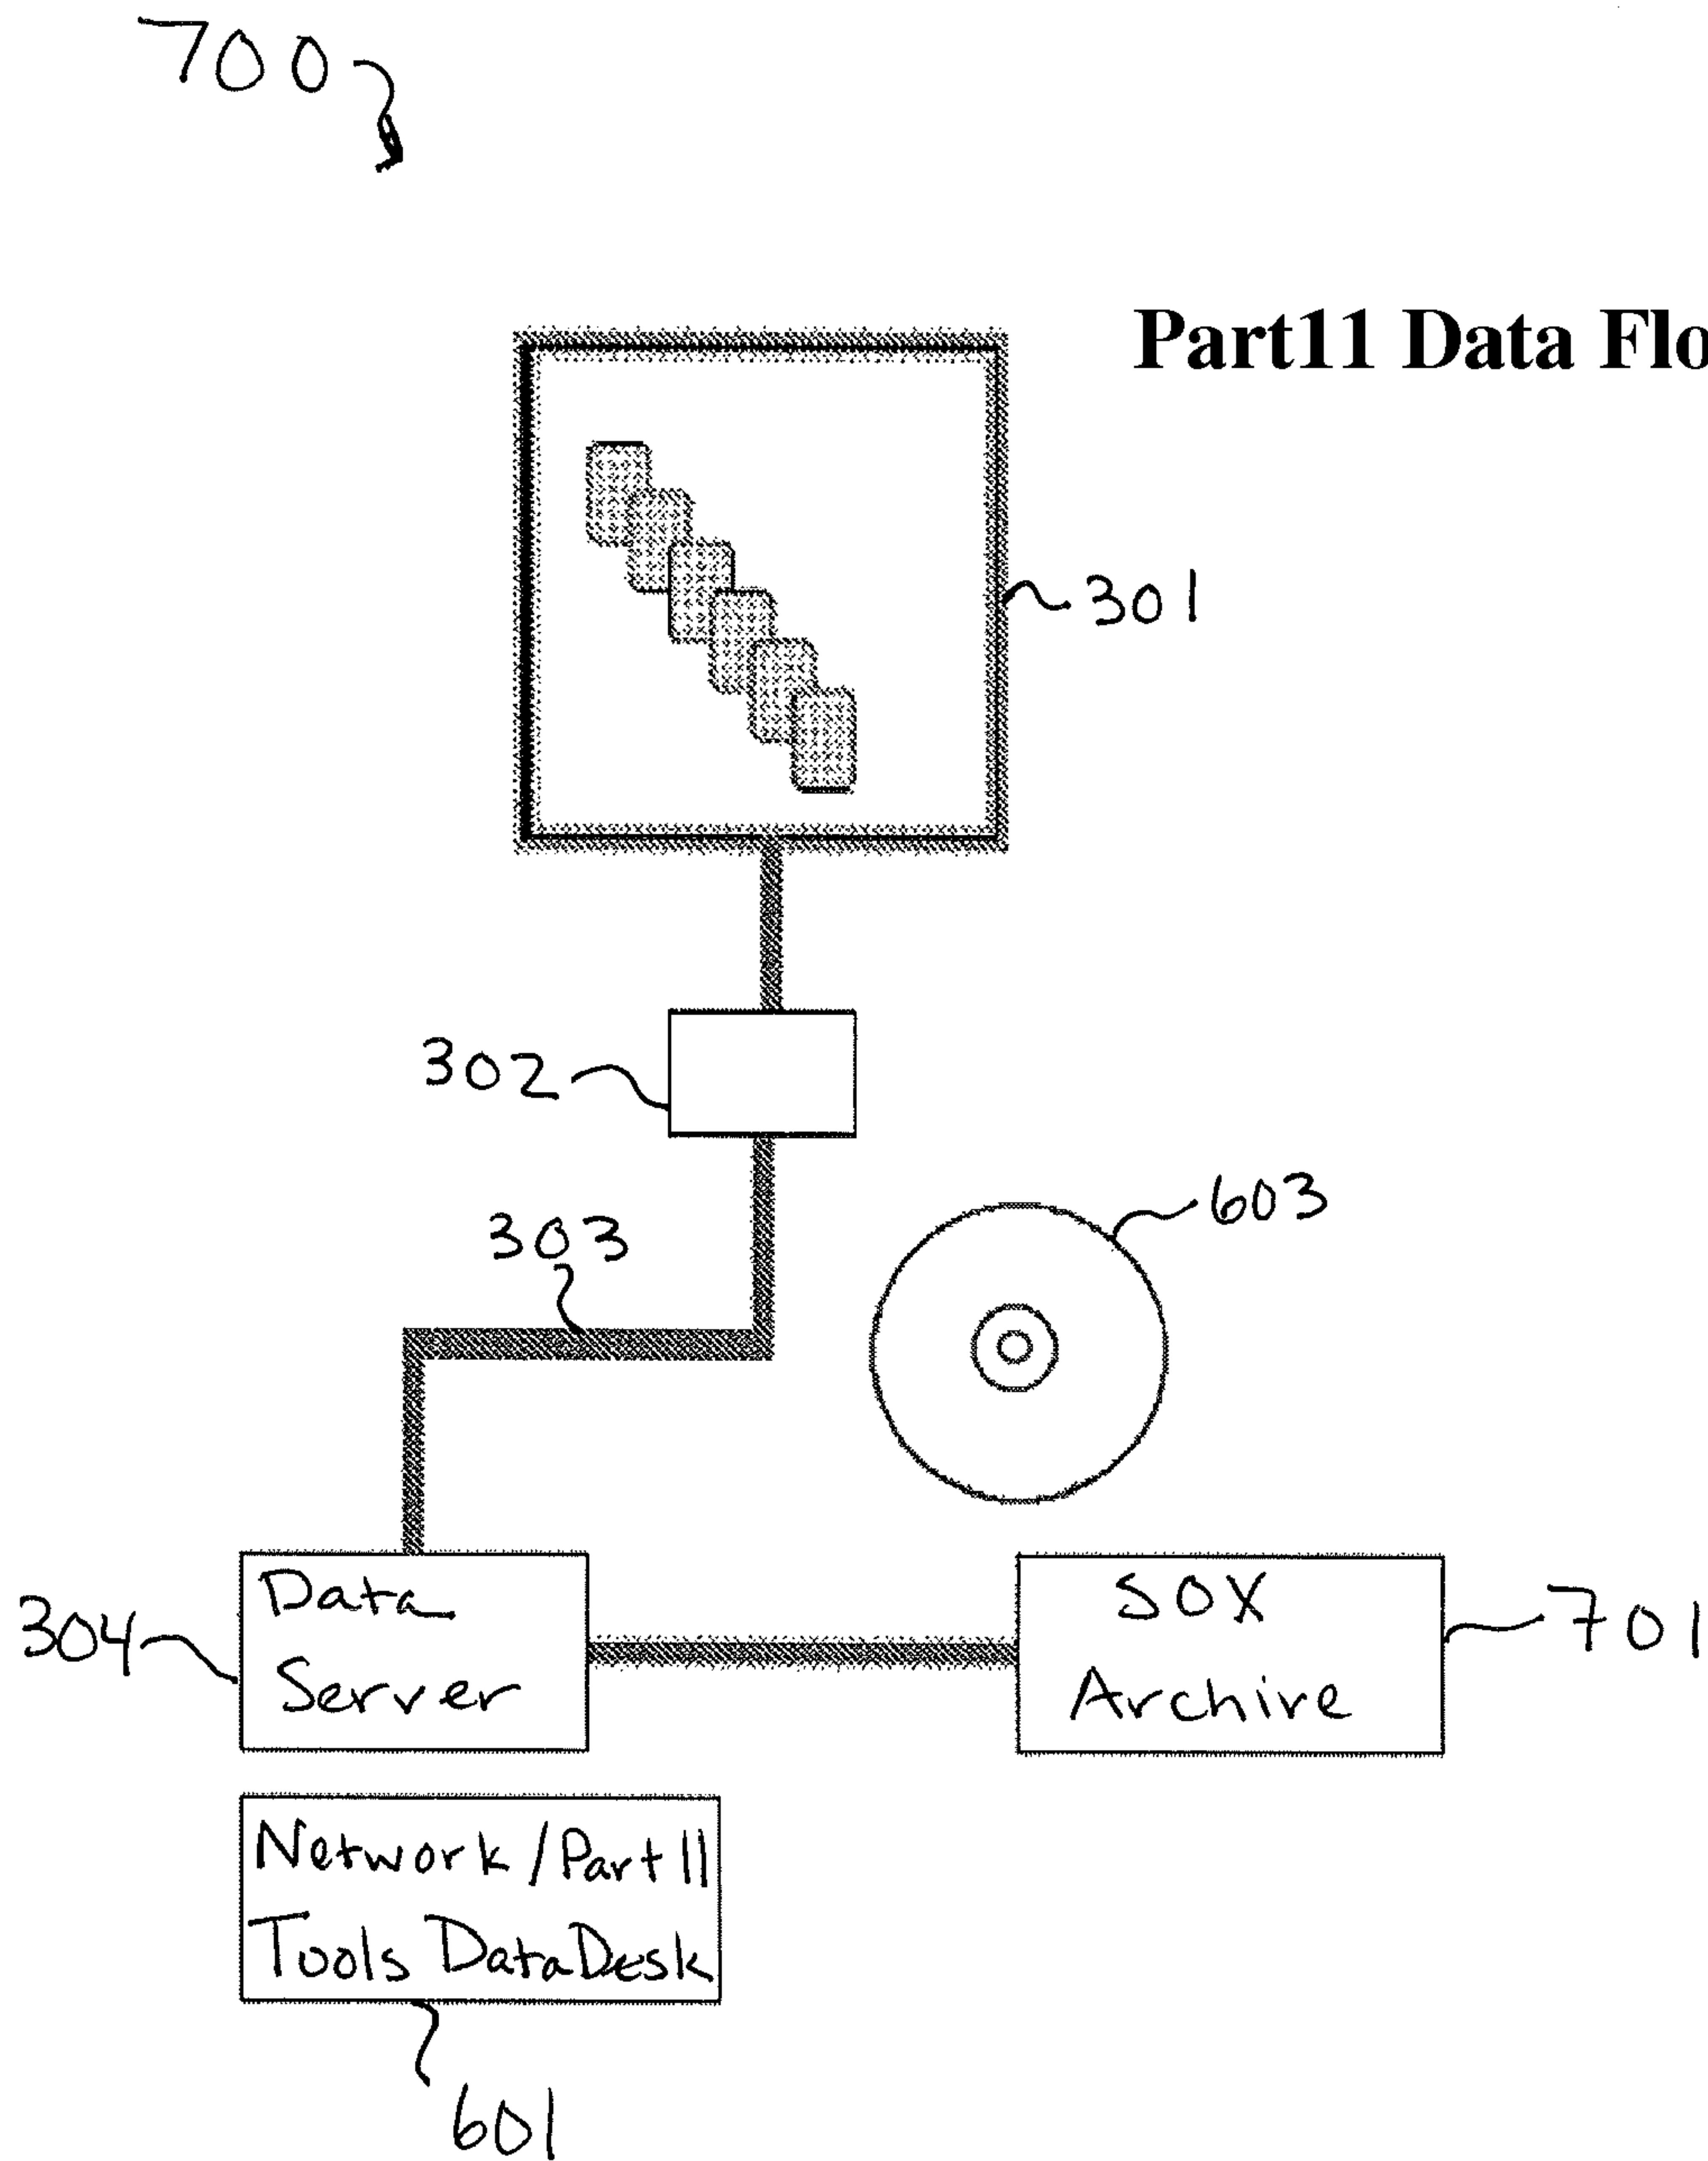 700
Part11 Data Flo
301
302
303
603
304
Data
Server
SOX
Archive
701
Network/Part 11
Tools DataDesk
601